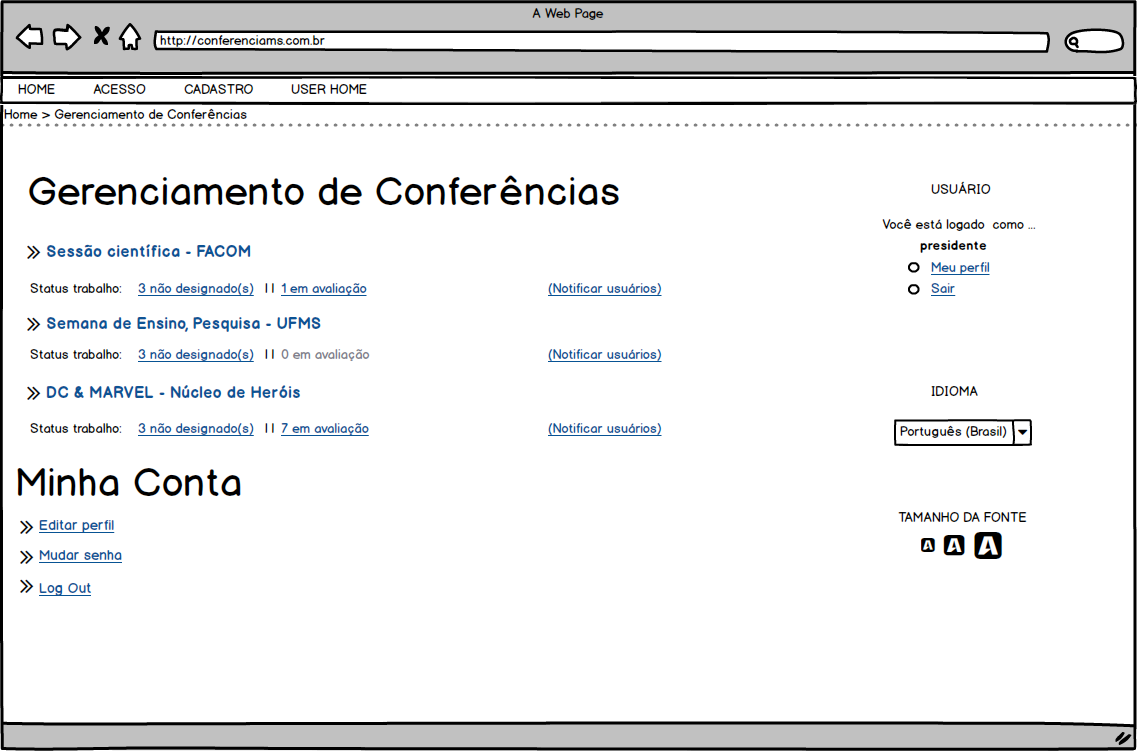 A Web Page
http://conferenciams.com.br
HOME ACESSO CADASTRO USER HOME
Home > Gerenciamento de Conferências
Gerenciamento de Conferências
Sessão científica - FACOM
Status trabalho: 3 não designado(s) || 1 em avaliação (Notificar usuários)
Semana de Ensino, Pesquisa - UFMS
Status trabalho: 3 não designado(s) || 0 em avaliação (Notificar usuários)
DC & MARVEL - Núcleo de Heróis
Status trabalho: 3 não designado(s) || 7 em avaliação (Notificar usuários)
Minha Conta
Editar perfil
Mudar senha
Log Out
USUÁRIO
Você está logado como ...
presidente
Meu perfil
Sair
IDIOMA
Português (Brasil)
TAMANHO DA FONTE
A A A